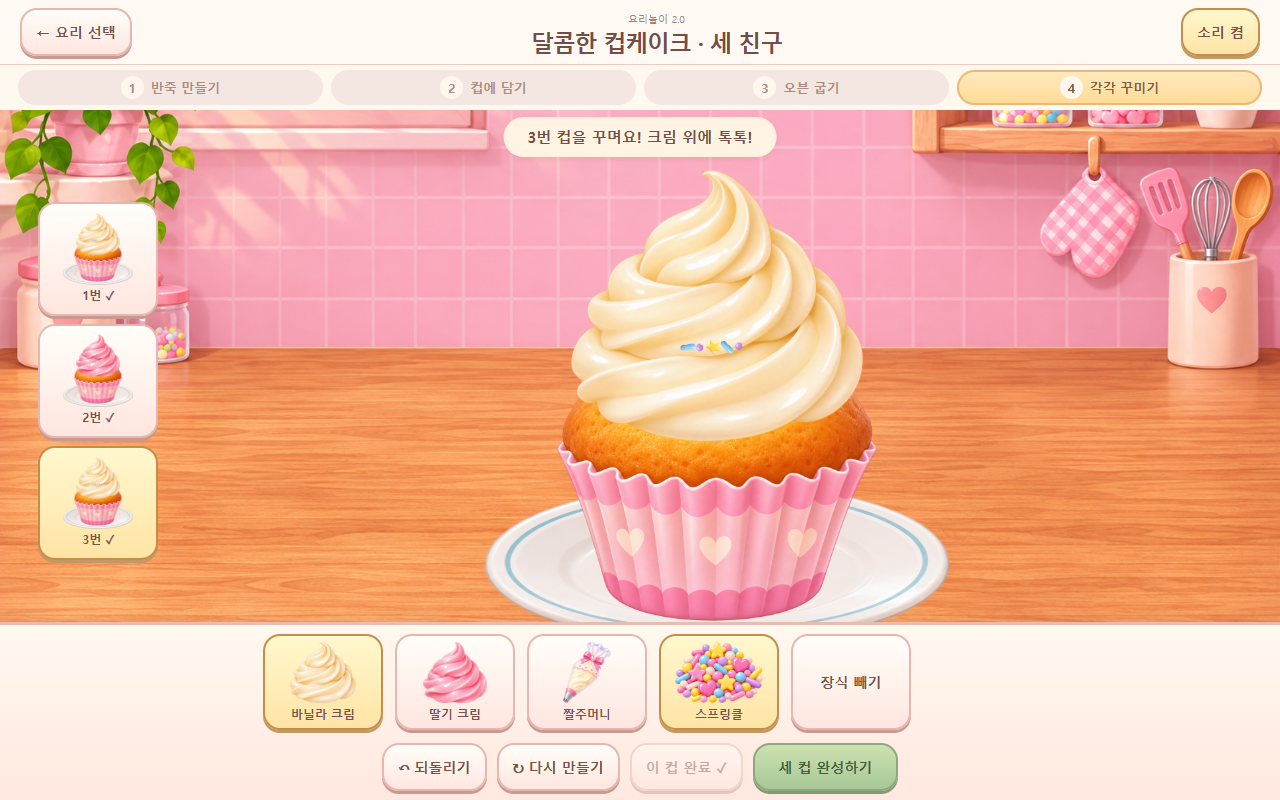 ← 요리 선택
요리놀이 2.0
달콤한 컵케이크 · 세 친구
소리 켬
1 반죽 만들기
2 컵에 담기
3 오븐 굽기
4 각각 꾸미기
3번 컵을 꾸며요! 크림 위에 톡톡!
1번 ✓
2번 ✓
3번 ✓
바닐라 크림
딸기 크림
짤주머니
스프링클
장식 빼기
↶ 되돌리기
↻ 다시 만들기
이 컵 완료 ✓
세 컵 완성하기